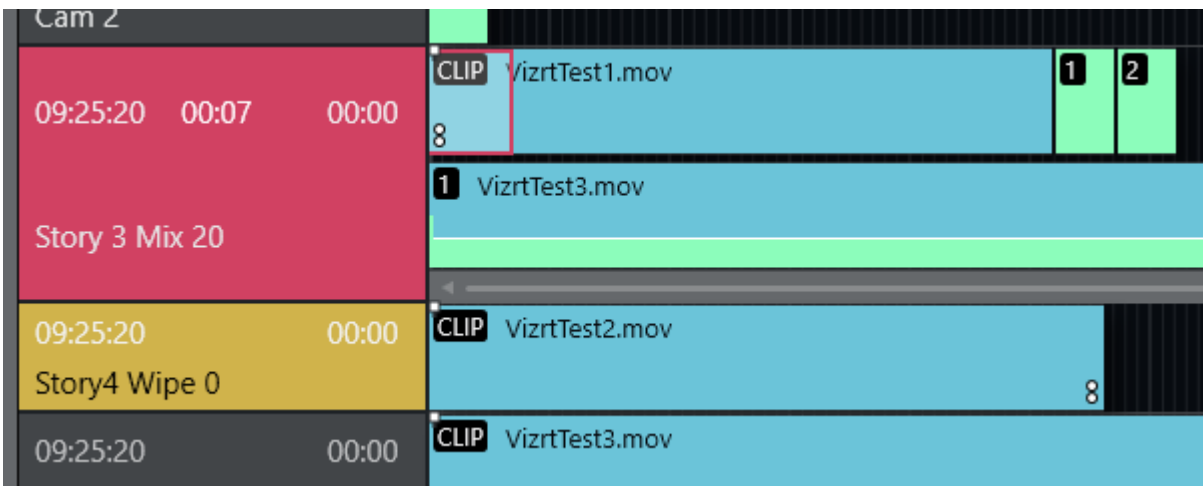 Cam 2
CLIP VizrtTest1.mov 1 2
09:25:20 00:07 00:00
1 VizrtTest3.mov
Story 3 Mix 20
09:25:20 00:00 CLIP VizrtTest2.mov
Story4 Wipe 0
09:25:20 00:00 CLIP VizrtTest3.mov